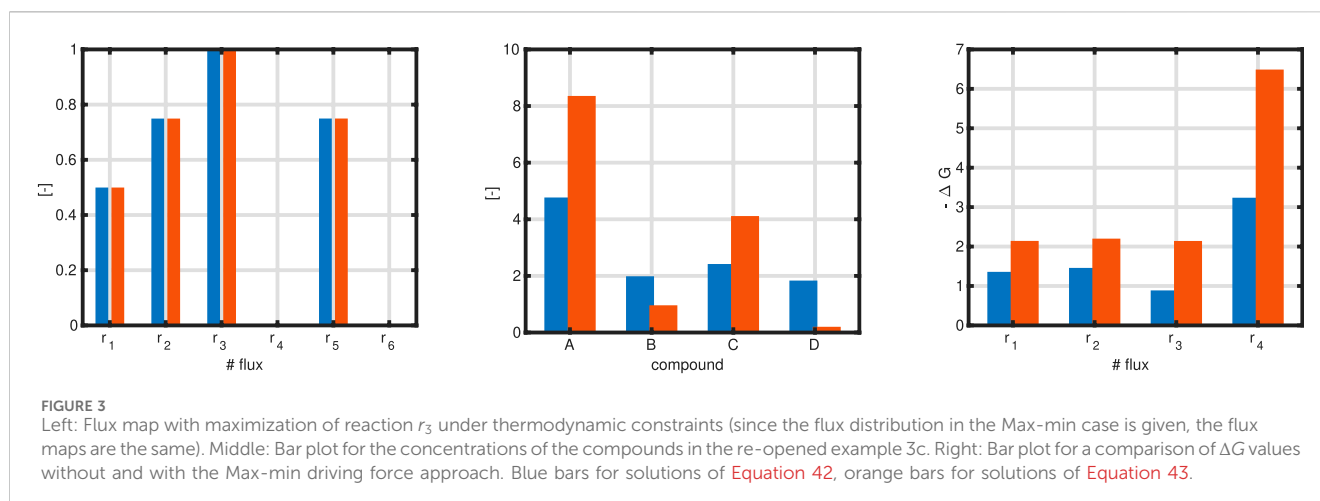 1
0.8
0.6
0.4
0.2
0
[-]
r1 r2 r3 r4 r5 r6
# flux
10
8
6
4
2
0
[-]
A B C D
compound
7
6
5
4
3
2
1
0
- Δ G
r1 r2 r3 r4
# flux
FIGURE 3
Left: Flux map with maximization of reaction r3 under thermodynamic constraints (since the flux distribution in the Max-min case is given, the flux
maps are the same). Middle: Bar plot for the concentrations of the compounds in the re-opened example 3c. Right: Bar plot for a comparison of ΔG values
without and with the Max-min driving force approach. Blue bars for solutions of Equation 42, orange bars for solutions of Equation 43.